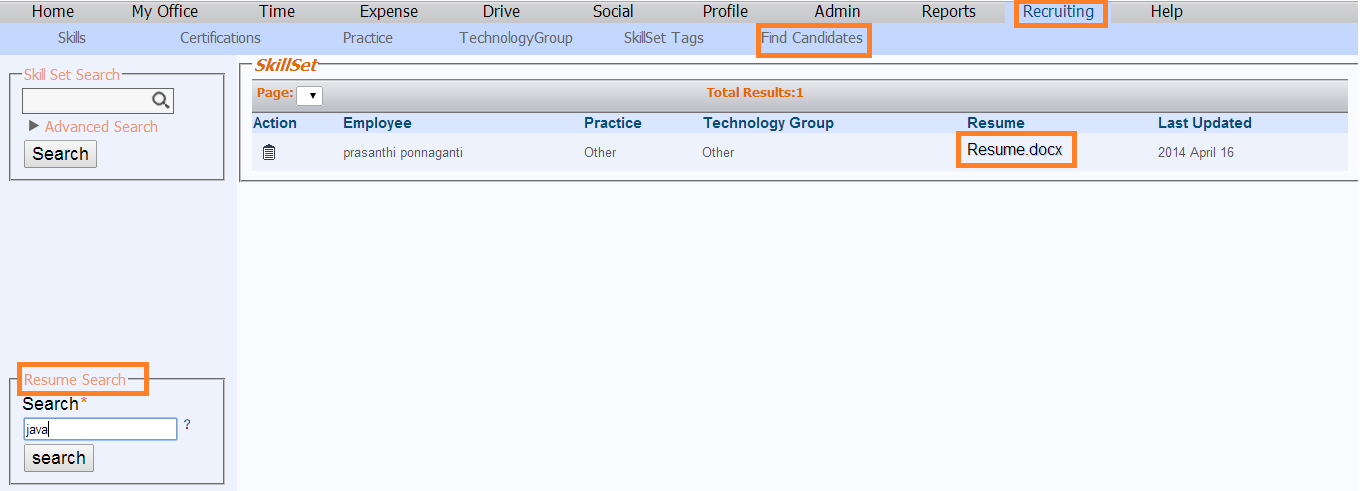 Home My Office Time Expense Drive Social Profile Admin Reports Recruiting Help
Skills Certifications Practice TechnologyGroup SkillSet Tags Find Candidates
Skill Set Search
Advanced Search
Search
SkillSet
Page: Total Results:1
Action Employee Practice Technology Group Resume Last Updated
prasanthi ponnaganti Other Other Resume.docx 2014 April 16
Resume Search
Search*
java ?
search